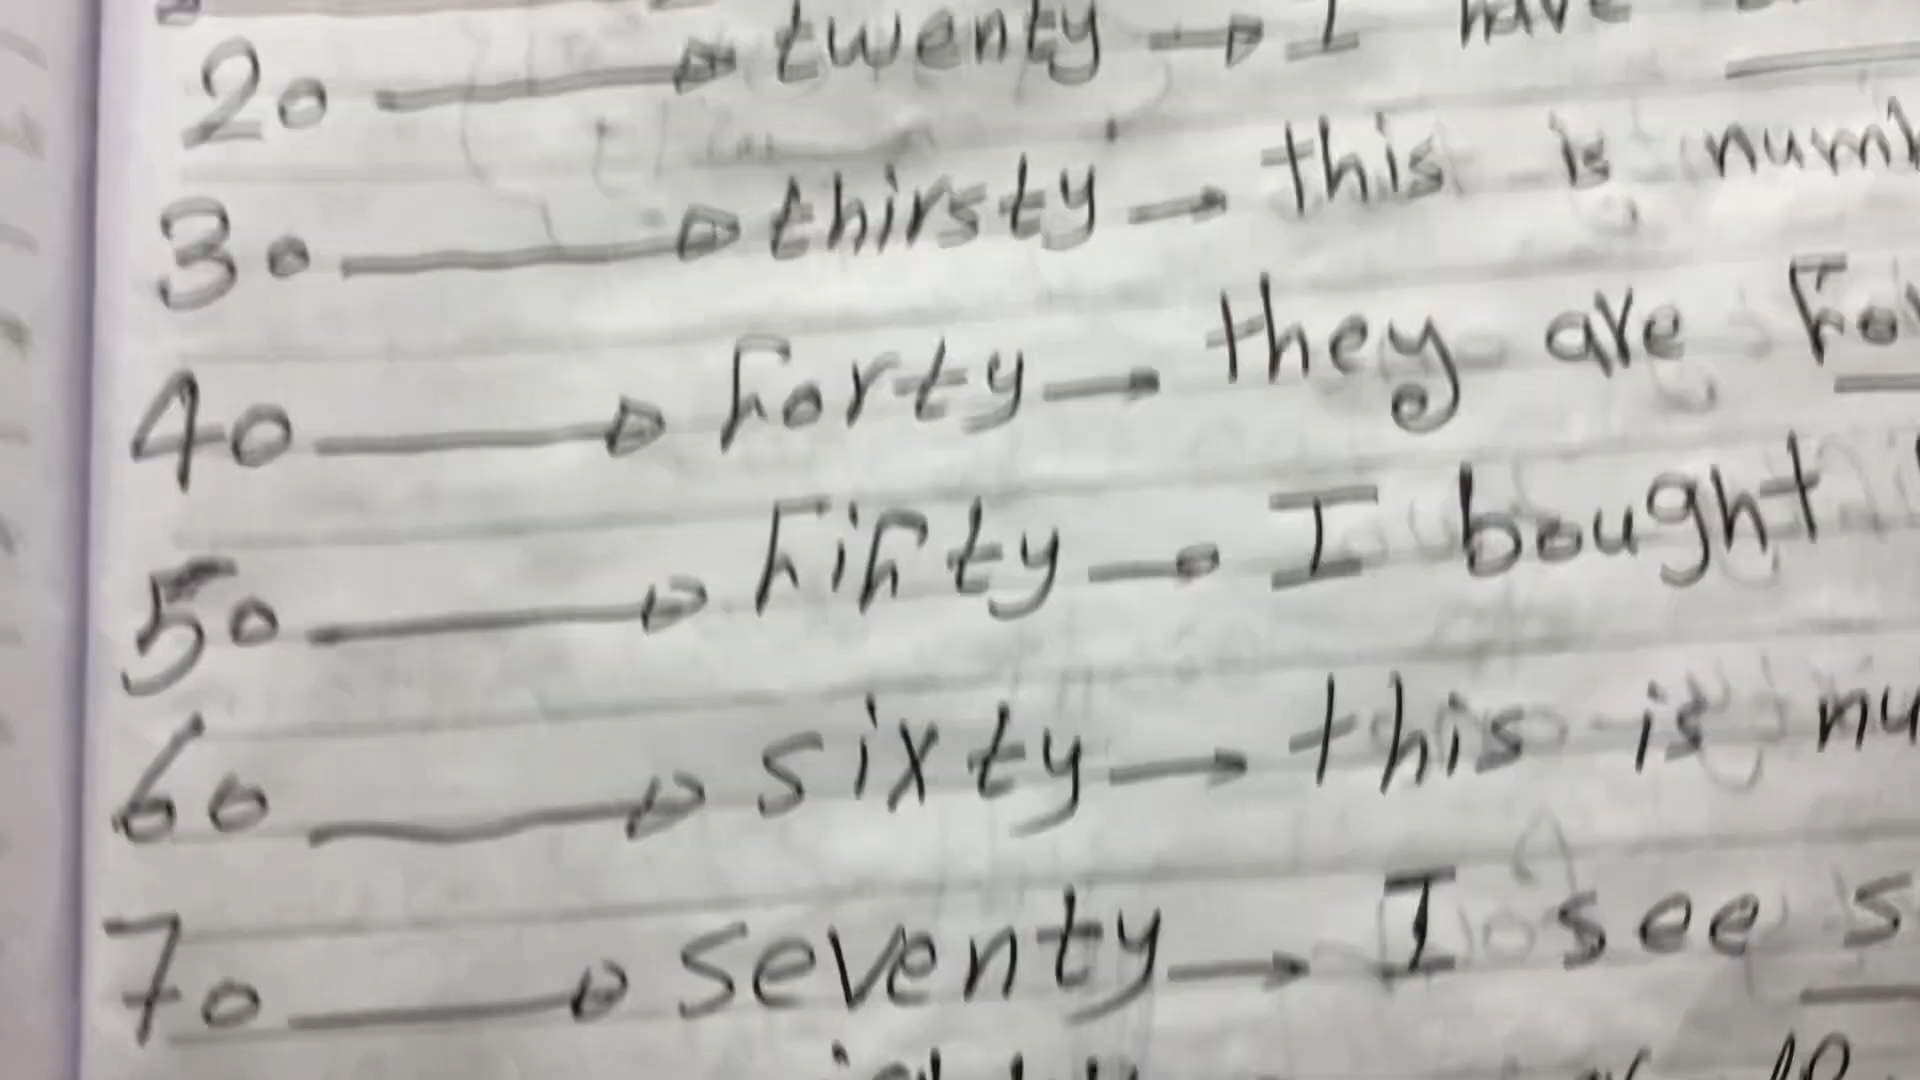 20 → twenty → I have
30 → thirsty → this is
40 → forty → they are
50 → fifty → I bought
60 → sixty → this is
70 → seventy → I see